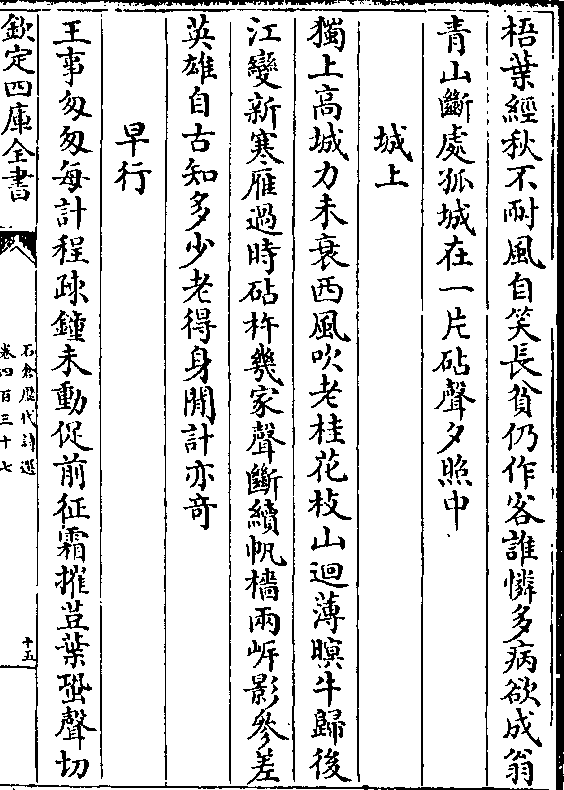 梧葉經秋不耐風自笑長貧仍作客誰憐多病欲成翁
青山斷處孤城在一片砧聲夕照中
城上
獨上高城力未衰西風吹老桂花枝山迴薄暝牛歸後
江變新寒雁過時砧杵幾家聲斷續帆檣兩岸影參差
英雄自古知多少老得身閒計亦奇
早行
王事匆匆每計程疎鐘未動促前征霜摧荳葉蛩聲切
欽定四庫全書
石倉歷代詩選
卷四百三十七
十五